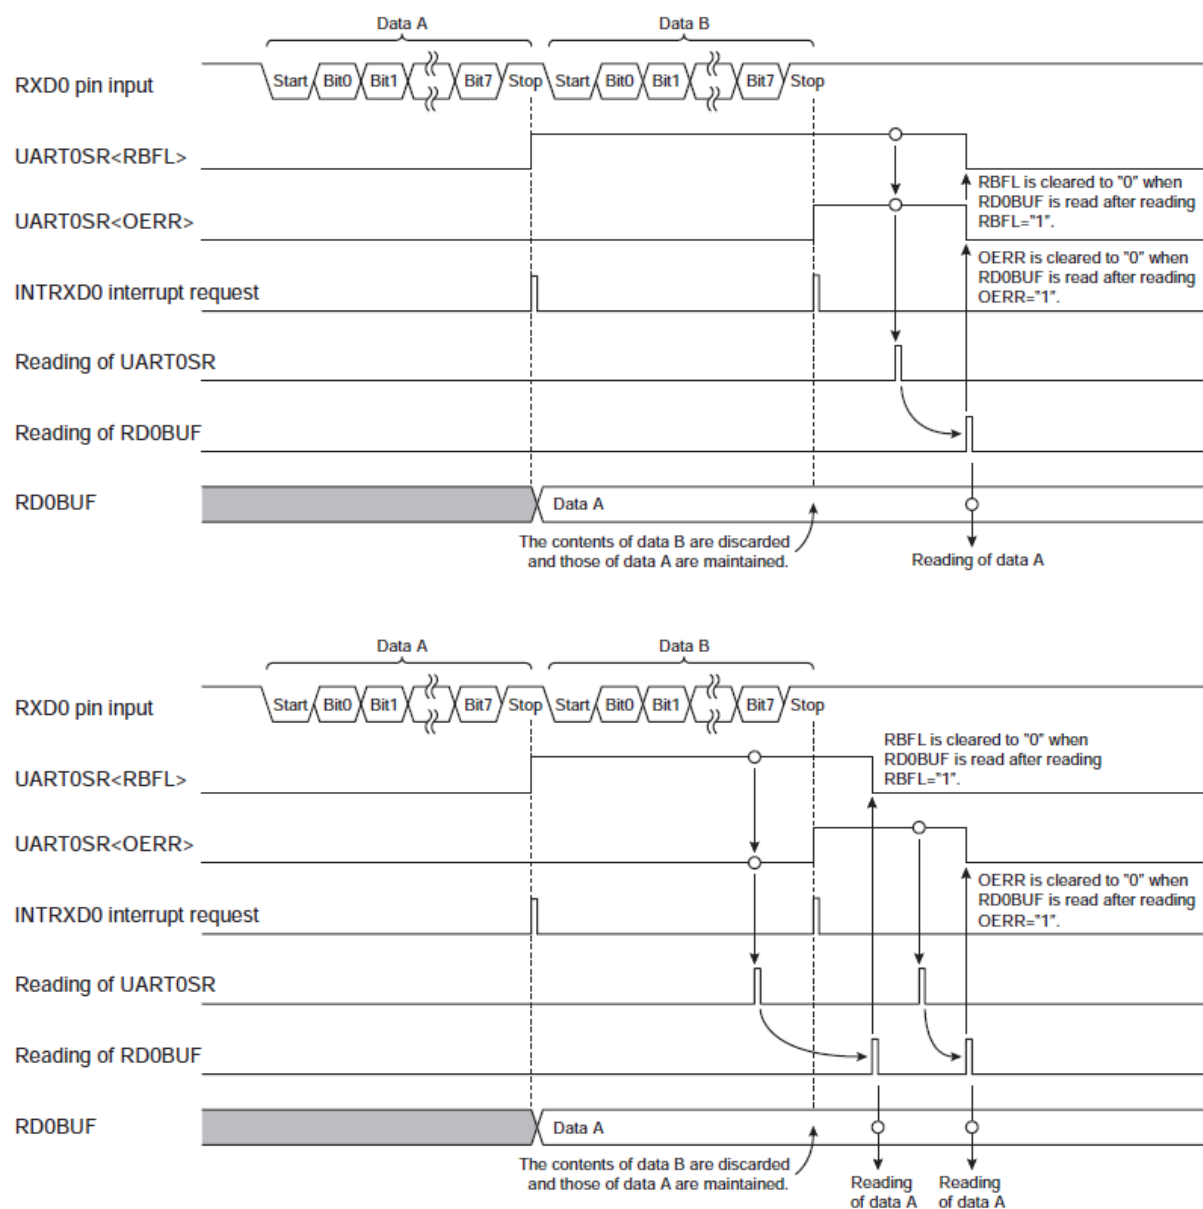 Data A
Data B
RXD0 pin input
Start Bit0 Bit1 Bit7 Stop Start Bit0 Bit1 Bit7 Stop
UART0SR<RBFL>
RBFL is cleared to "0" when
RD0BUF is read after reading
RBFL="1".
UART0SR<OERR>
OERR is cleared to "0" when
RD0BUF is read after reading
OERR="1".
INTRXD0 interrupt request
Reading of UART0SR
Reading of RD0BUF
RD0BUF
Data A
The contents of data B are discarded
and those of data A are maintained.
Reading of data A
Data A
Data B
RXD0 pin input
Start Bit0 Bit1 Bit7 Stop Start Bit0 Bit1 Bit7 Stop
RBFL is cleared to "0" when
RD0BUF is read after reading
RBFL="1".
UART0SR<RBFL>
UART0SR<OERR>
OERR is cleared to "0" when
RD0BUF is read after reading
OERR="1".
INTRXD0 interrupt request
Reading of UART0SR
Reading of RD0BUF
RD0BUF
Data A
The contents of data B are discarded
and those of data A are maintained.
Reading
of data A
Reading
of data A